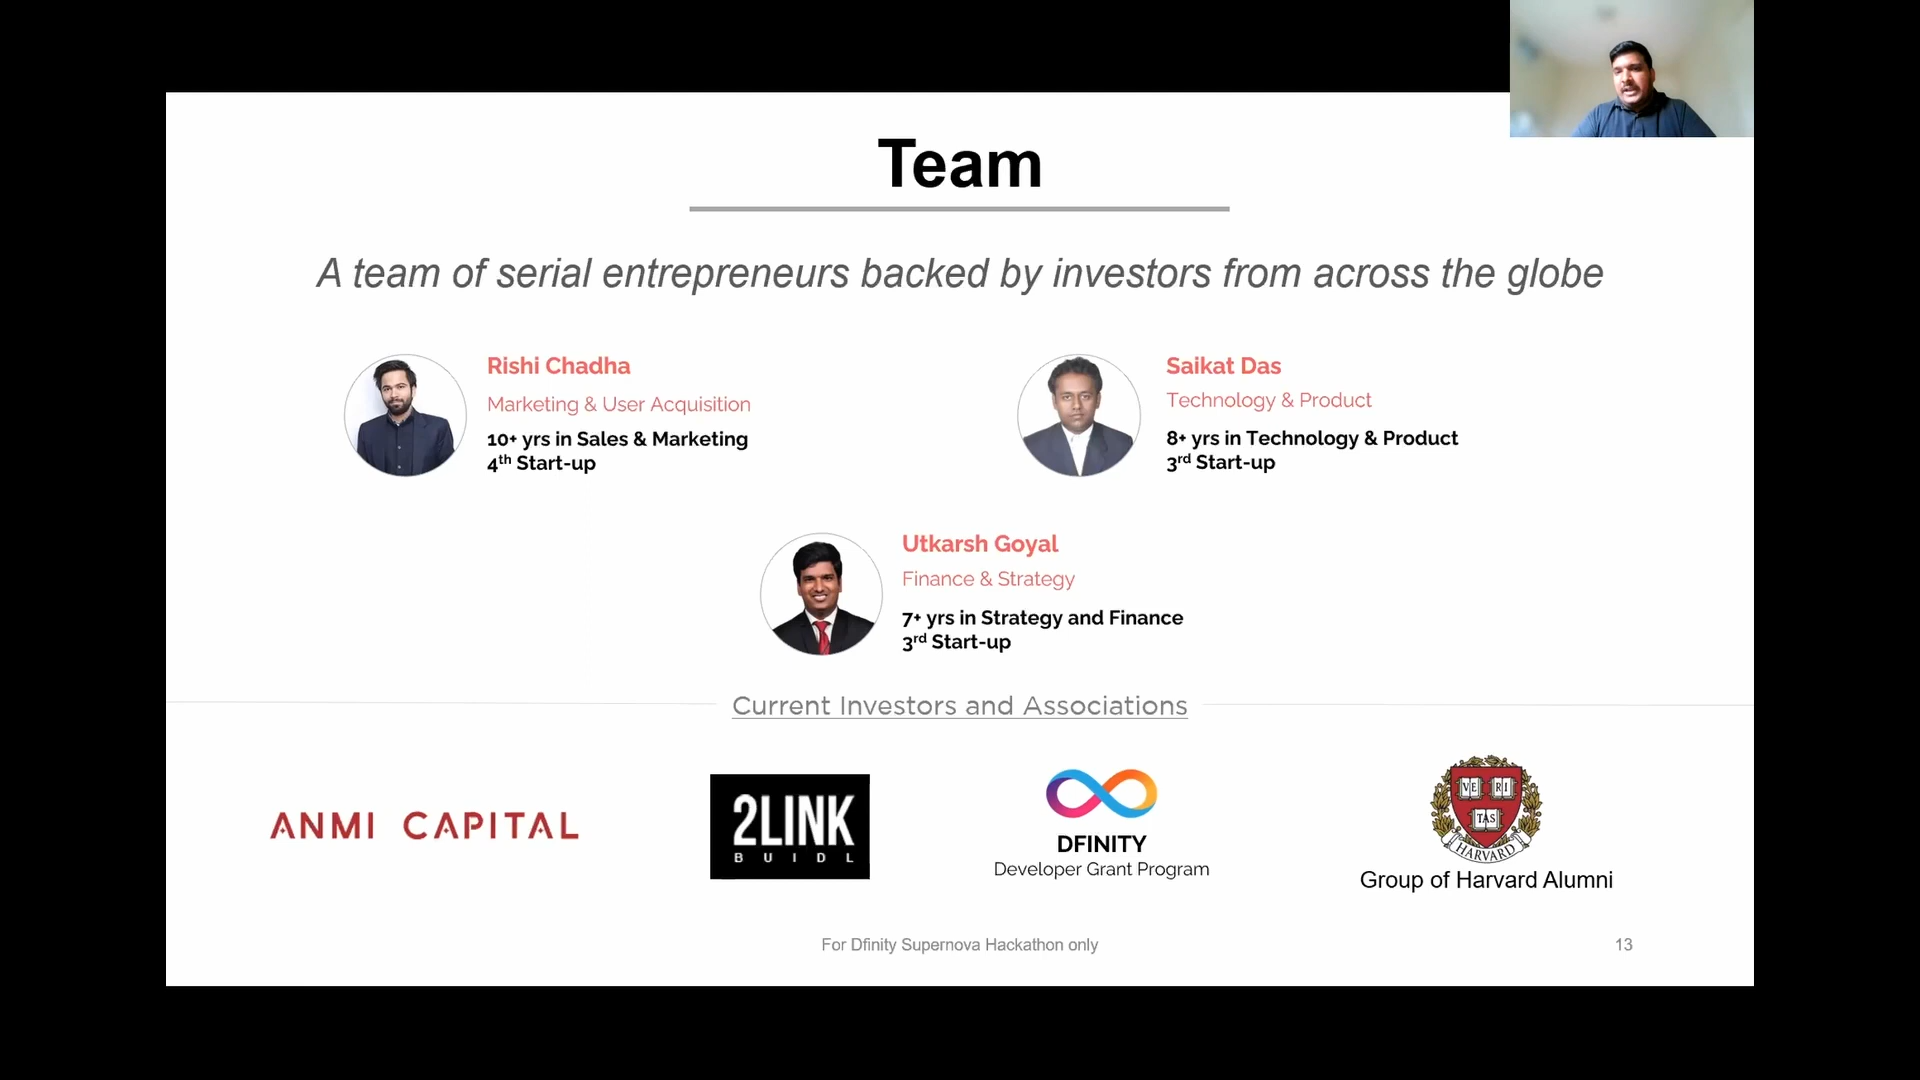 Team
A team of serial entrepreneurs backed by investors from across the globe
Rishi Chadha
Marketing & User Acquisition
10+ yrs in Sales & Marketing
4th Start-up
Saikat Das
Technology & Product
8+ yrs in Technology & Product
3rd Start-up
Utkarsh Goyal
Finance & Strategy
7+ yrs in Strategy and Finance
3rd Start-up
Current Investors and Associations
ANMI CAPITAL
2LINK
BUIDL
DFINITY
Developer Grant Program
VE RI
TAS
HARVARD
Group of Harvard Alumni
For Dfinity Supernova Hackathon only
13